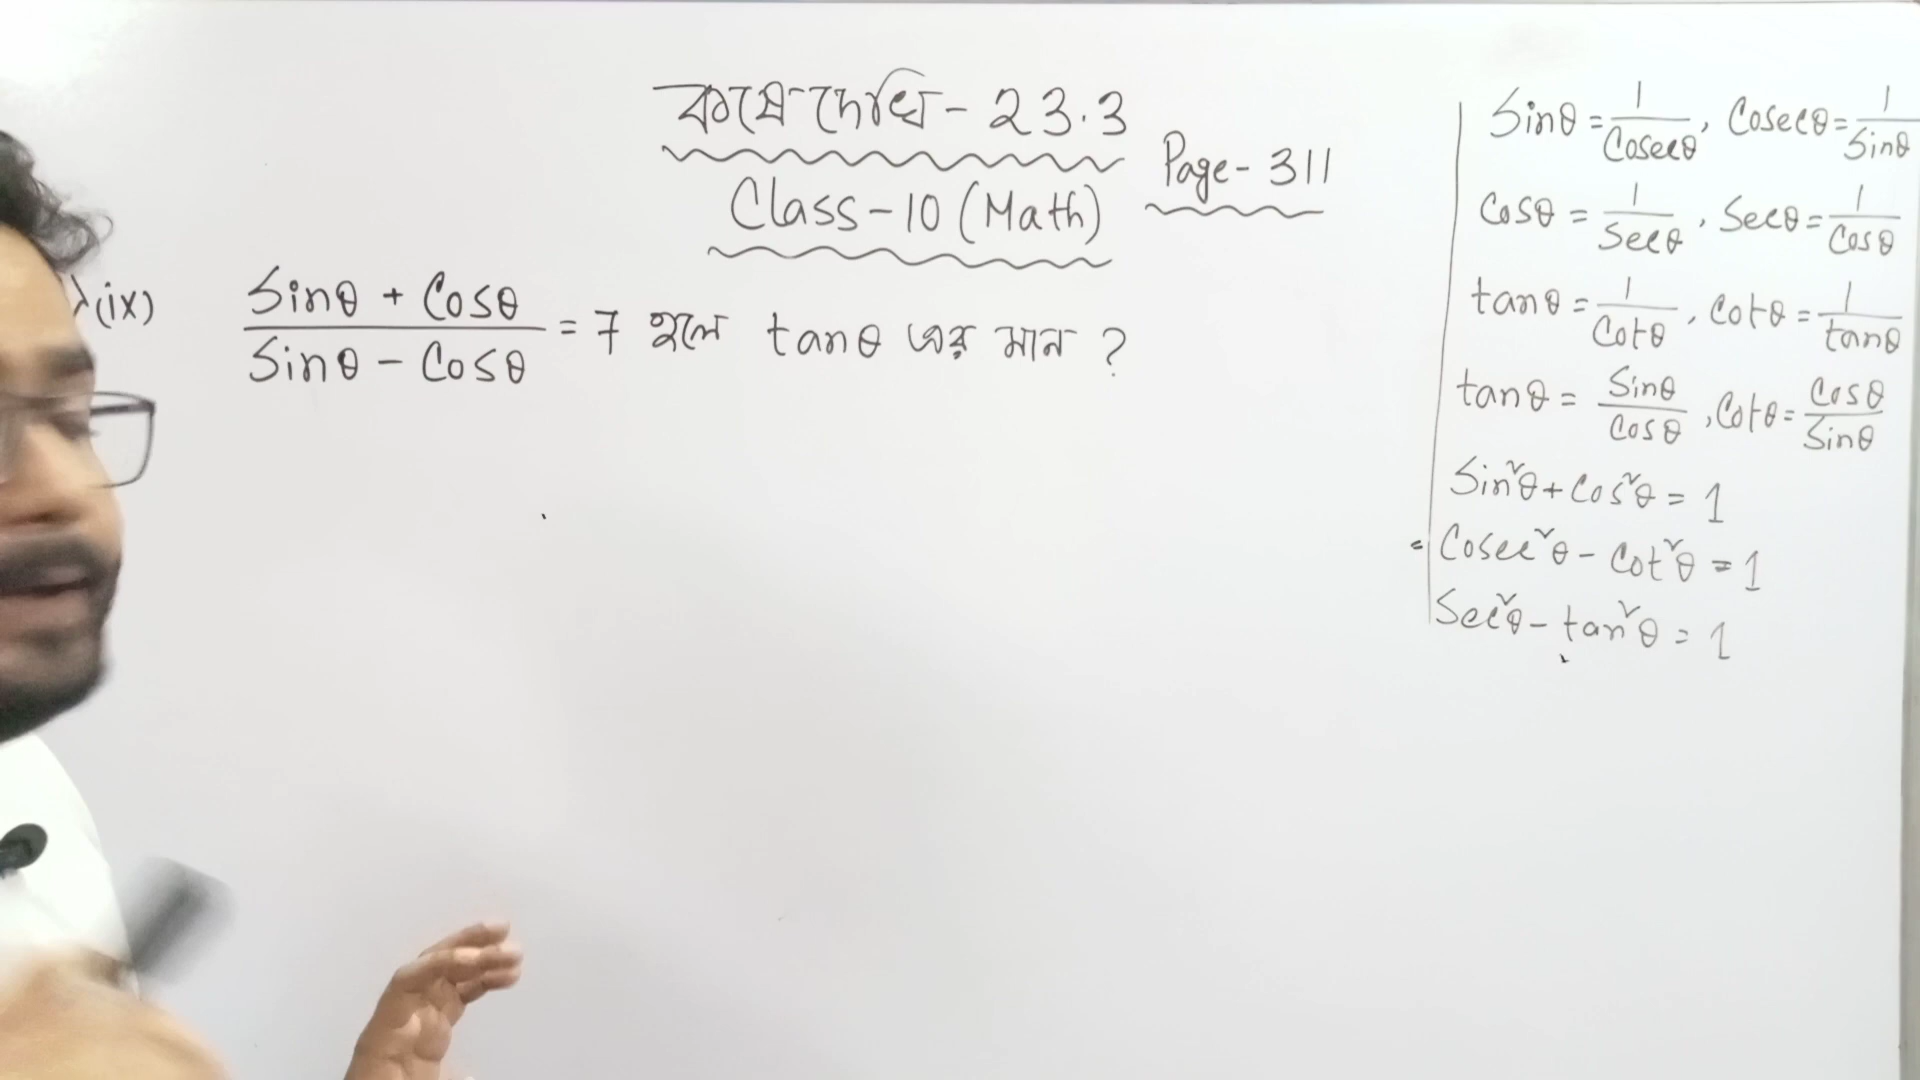 কষে দেখি - 23.3
Page - 311
Class - 10 (Math)
(ix) (Sinθ + Cosθ)/(Sinθ - Cosθ) = 7 হলে tanθ এর মান ?
Sinθ = 1/Cosecθ, Cosecθ = 1/Sinθ
Cosθ = 1/Secθ, Secθ = 1/Cosθ
tanθ = 1/Cotθ, Cotθ = 1/tanθ
tanθ = Sinθ/Cosθ, Cotθ = Cosθ/Sinθ
Sin²θ + Cos²θ = 1
Cosec²θ - Cot²θ = 1
Sec²θ - tan²θ = 1